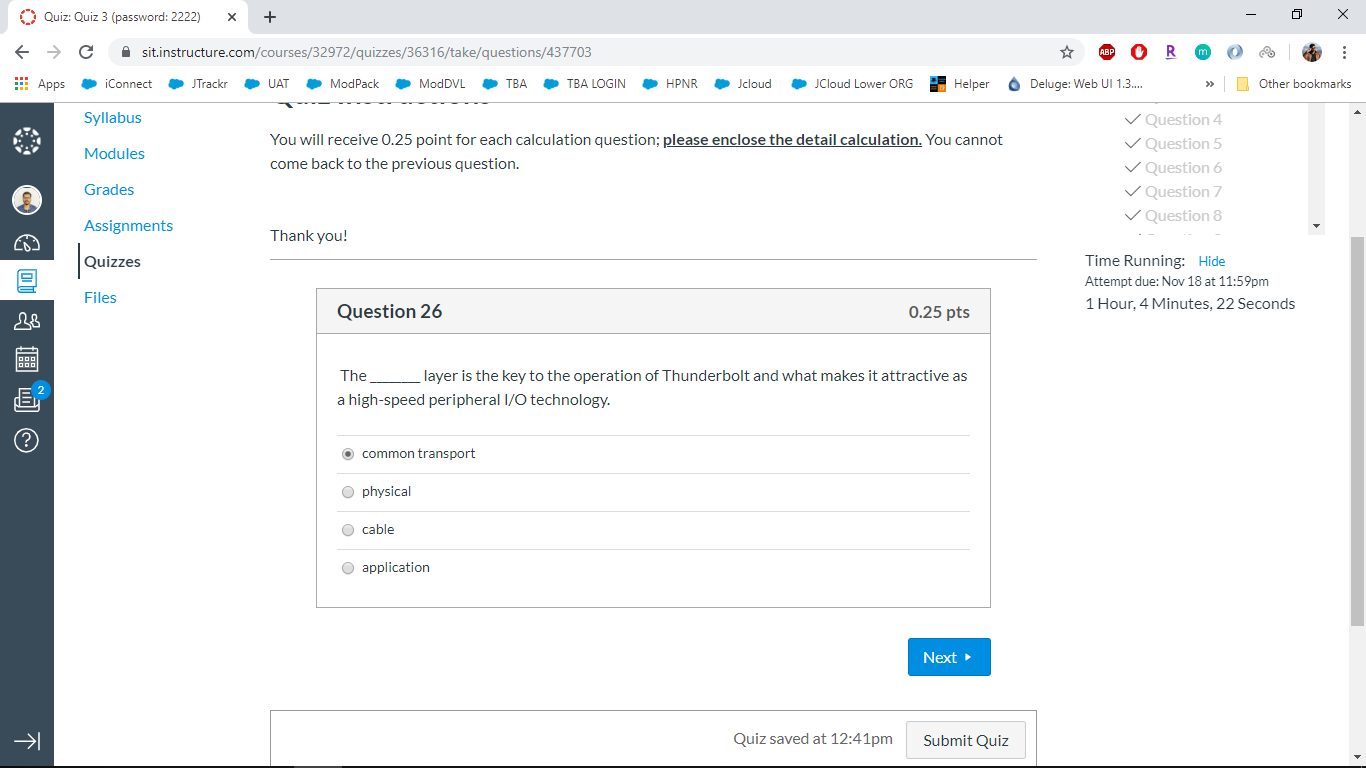 Quiz: Quiz 3 (password: 2222)
sit.instructure.com/courses/32972/quizzes/36316/take/questions/437703
ABP
R
m
Apps
iConnect
JTrackr
UAT
ModPack
ModDVL
TBA
TBA LOGIN
HPNR
Jcloud
JCloud Lower ORG
Helper
Deluge: Web UI 1.3....
»
Other bookmarks
Syllabus
Modules
Grades
Assignments
Quizzes
Files
2
You will receive 0.25 point for each calculation question; please enclose the detail calculation. You cannot
come back to the previous question.
Thank you!
Question 26
0.25 pts
The ________ layer is the key to the operation of Thunderbolt and what makes it attractive as
a high-speed peripheral I/O technology.
common transport
physical
cable
application
Next
Quiz saved at 12:41pm
Submit Quiz
Question 4
Question 5
Question 6
Question 7
Question 8
Time Running:
Hide
Attempt due: Nov 18 at 11:59pm
1 Hour, 4 Minutes, 22 Seconds